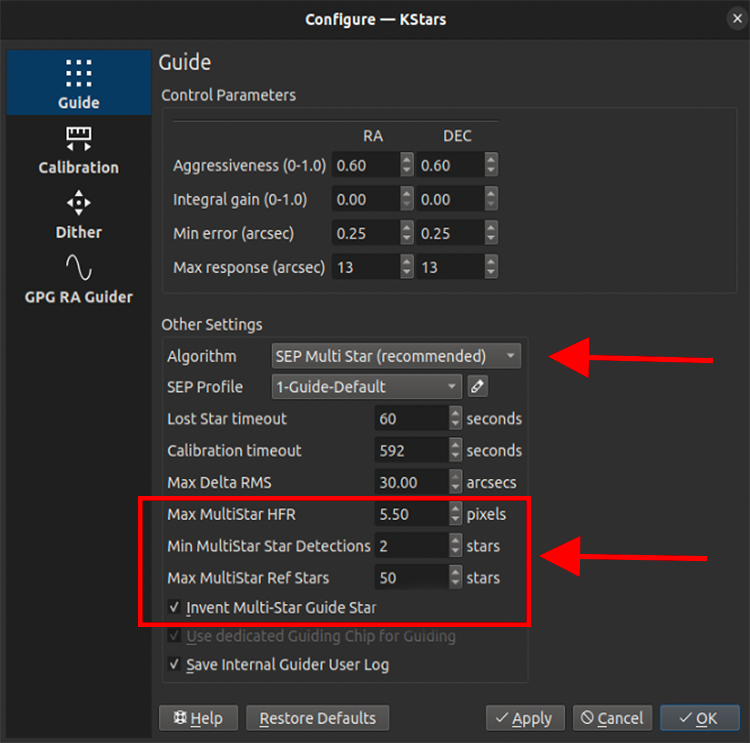 Configure — KStars
Guide
Calibration
Dither
GPG RA Guider
Guide
Control Parameters
RA DEC
Aggressiveness (0-1.0) 0.60 0.60
Integral gain (0-1.0) 0.00 0.00
Min error (arcsec) 0.25 0.25
Max response (arcsec) 13 13
Other Settings
Algorithm SEP Multi Star (recommended)
SEP Profile 1-Guide-Default
Lost Star timeout 60 seconds
Calibration timeout 592 seconds
Max Delta RMS 30.00 arcsecs
Max MultiStar HFR 5.50 pixels
Min MultiStar Star Detections 2 stars
Max MultiStar Ref Stars 50 stars
Invent Multi-Star Guide Star
Use dedicated Guiding Chip for Guiding
Save Internal Guider User Log
Help Restore Defaults Apply Cancel OK